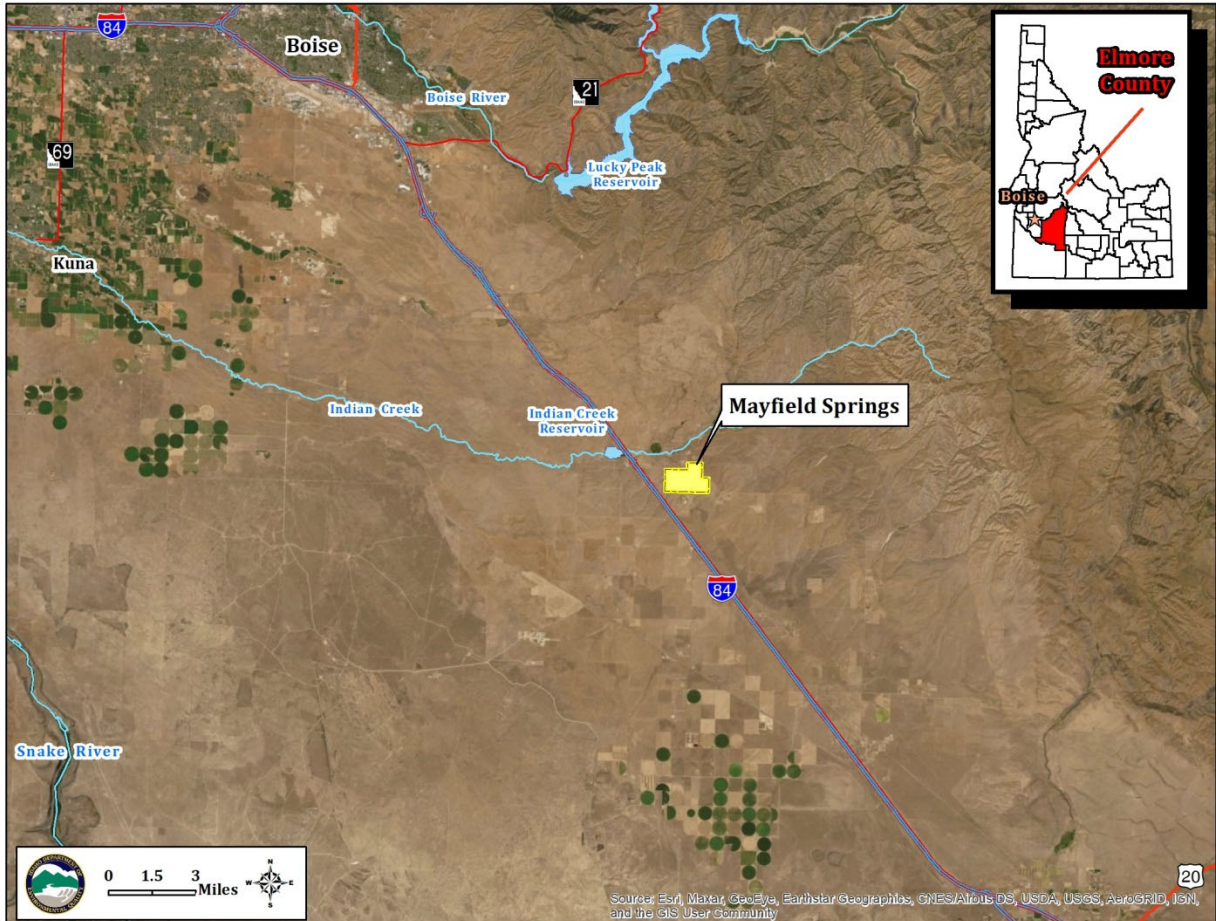 84
Boise
21
Boise River
69
Lucky Peak
Reservoir
Kuna
Elmore
County
Boise
Mayfield Springs
Indian Creek
Indian Creek
Reservoir
84
Snake River
20
0 1.5 3
Miles
N
W E
S
Source: Esri, Maxar, GeoEye, Earthstar Geographics, CNES/Airbus DS, USDA, USGS, AeroGRID, IGN,
and the GIS User Community